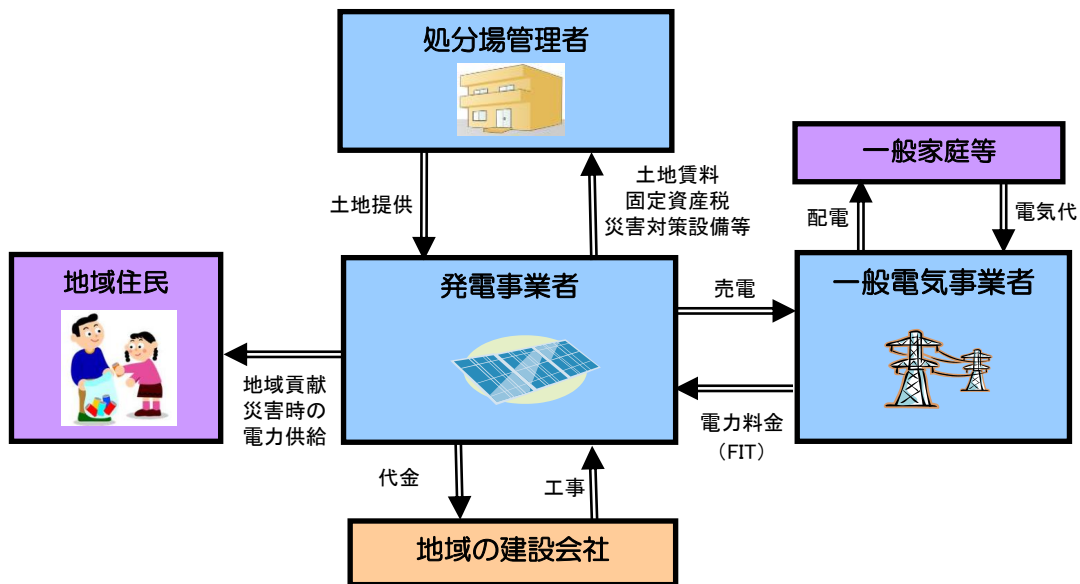 処分場管理者
一般家庭等
土地提供
土地賃料
固定資産税
災害対策設備等
配電
電気代
地域住民
発電事業者
売電
一般電気事業者
地域貢献
災害時の
電力供給
電力料金
（FIT）
代金
工事
地域の建設会社